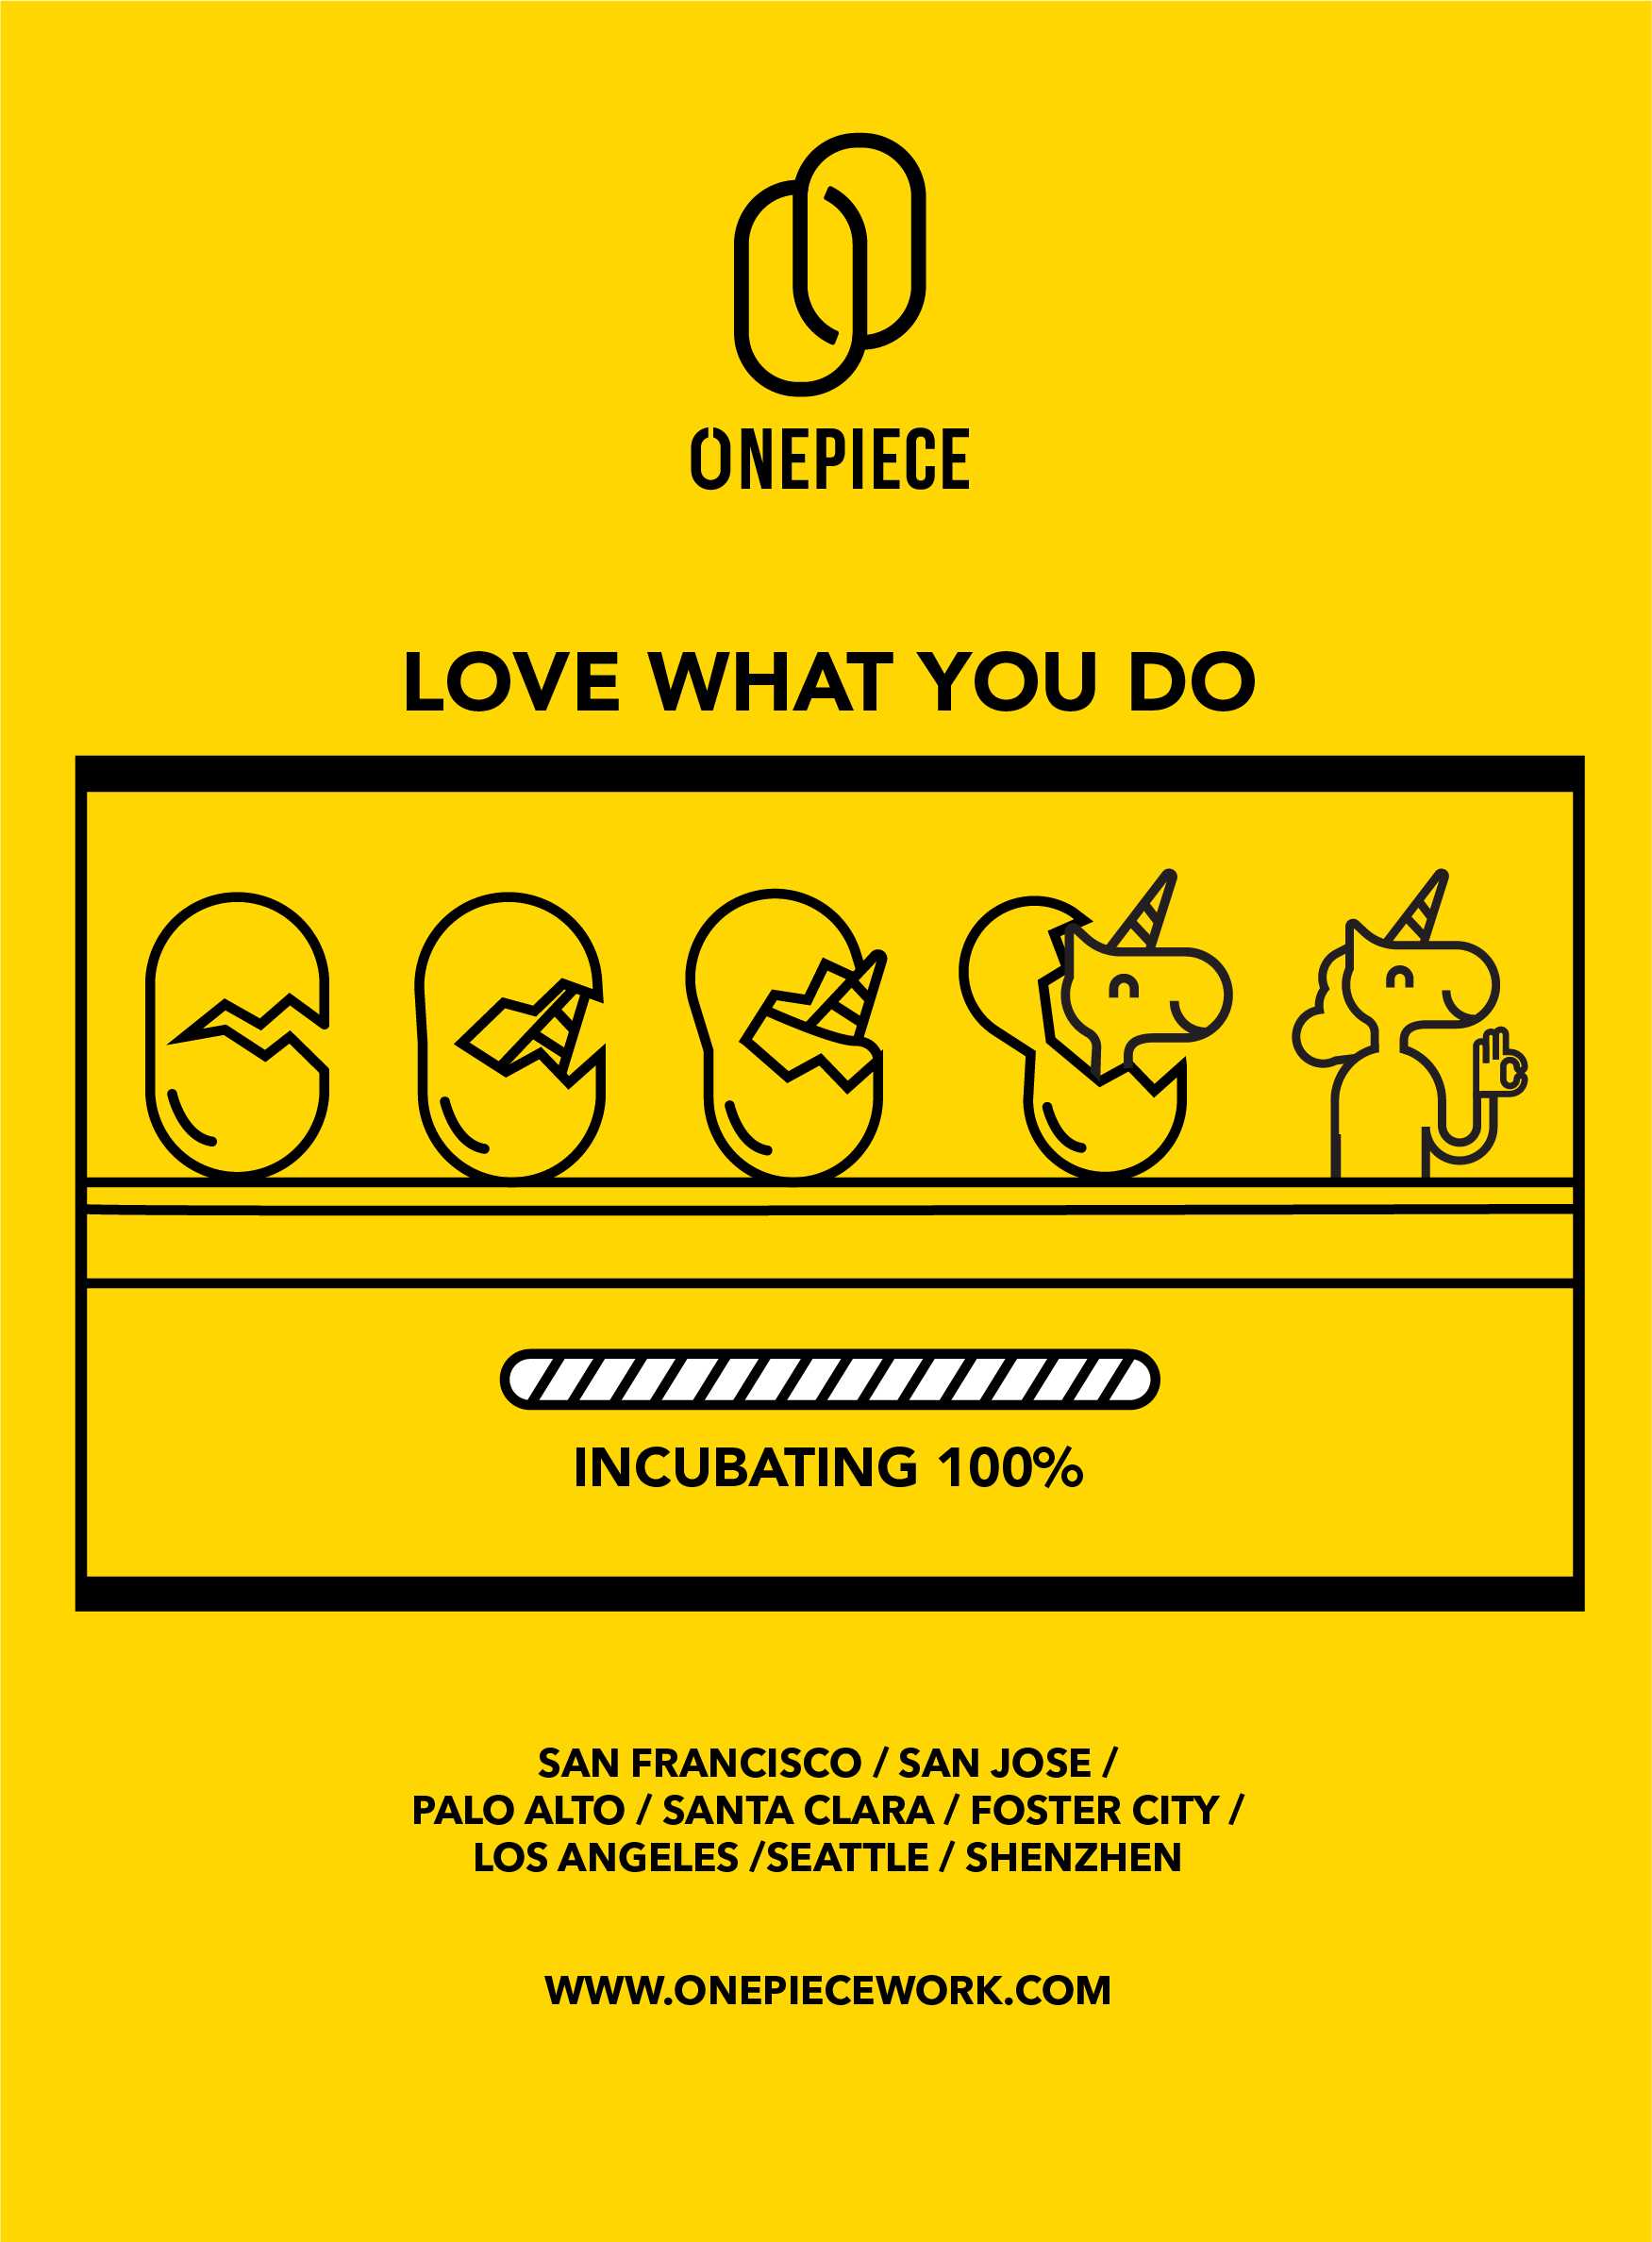 ONEPIECE
LOVE WHAT YOU DO
INCUBATING 100%
SAN FRANCISCO / SAN JOSE /
PALO ALTO / SANTA CLARA / FOSTER CITY /
LOS ANGELES /SEATTLE / SHENZHEN
WWW.ONEPIECEWORK.COM